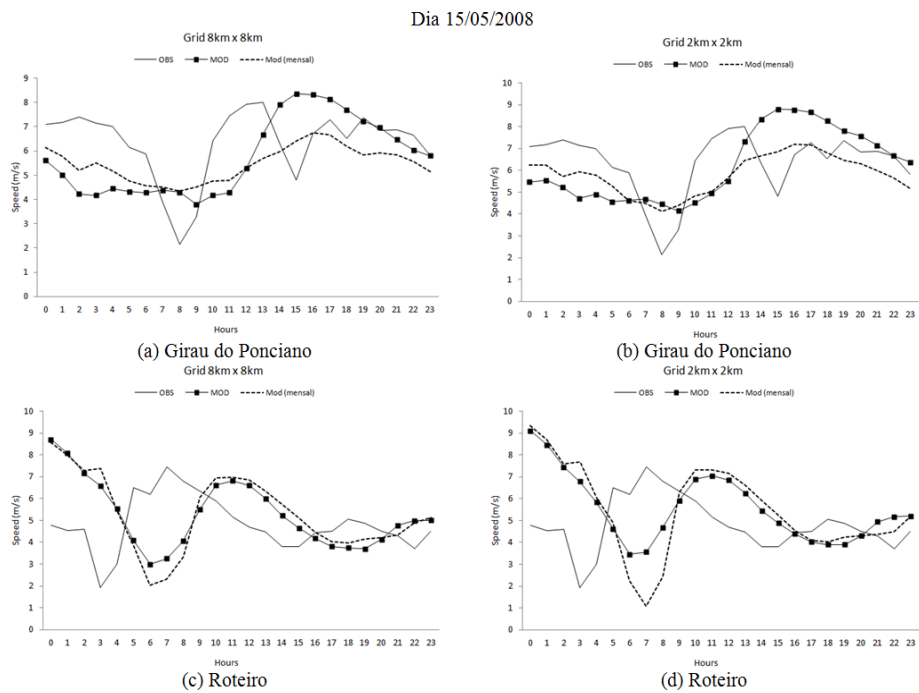 Dia 15/05/2008
Grid 8km x 8km
OBS MOD Mod (mensal)
Speed (m/s)
9
8
7
6
5
4
3
2
1
0
0 1 2 3 4 5 6 7 8 9 10 11 12 13 14 15 16 17 18 19 20 21 22 23
Hours
(a) Girau do Ponciano
Grid 2km x 2km
OBS MOD Mod (mensal)
Speed (m/s)
10
9
8
7
6
5
4
3
2
1
0
0 1 2 3 4 5 6 7 8 9 10 11 12 13 14 15 16 17 18 19 20 21 22 23
Hours
(b) Girau do Ponciano
Grid 8km x 8km
OBS MOD Mod (mensal)
Speed (m/s)
10
9
8
7
6
5
4
3
2
1
0
0 1 2 3 4 5 6 7 8 9 10 11 12 13 14 15 16 17 18 19 20 21 22 23
Hours
(c) Roteiro
Grid 2km x 2km
OBS MOD Mod (mensal)
Speed (m/s)
10
9
8
7
6
5
4
3
2
1
0
0 1 2 3 4 5 6 7 8 9 10 11 12 13 14 15 16 17 18 19 20 21 22 23
Hours
(d) Roteiro